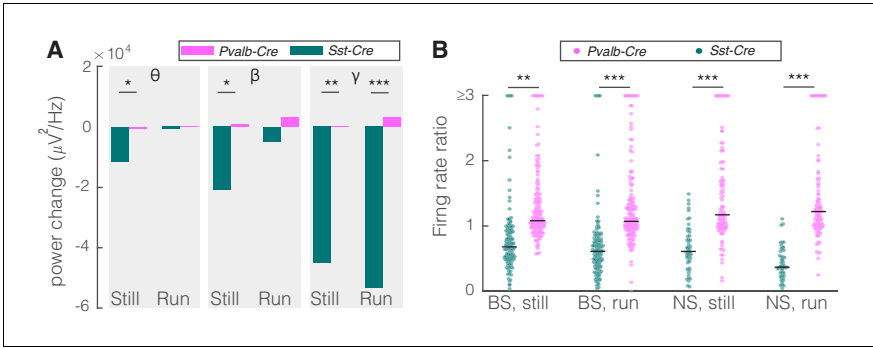 A
Pvalb-Cre Sst-Cre
×10⁴
θ β γ
* * ** ***
2
0
-2
-4
-6
power change (μV²/Hz)
Still Run Still Run Still Run
B
Pvalb-Cre Sst-Cre
** *** *** ***
≥3
2
1
0
Firng rate ratio
BS, still BS, run NS, still NS, run